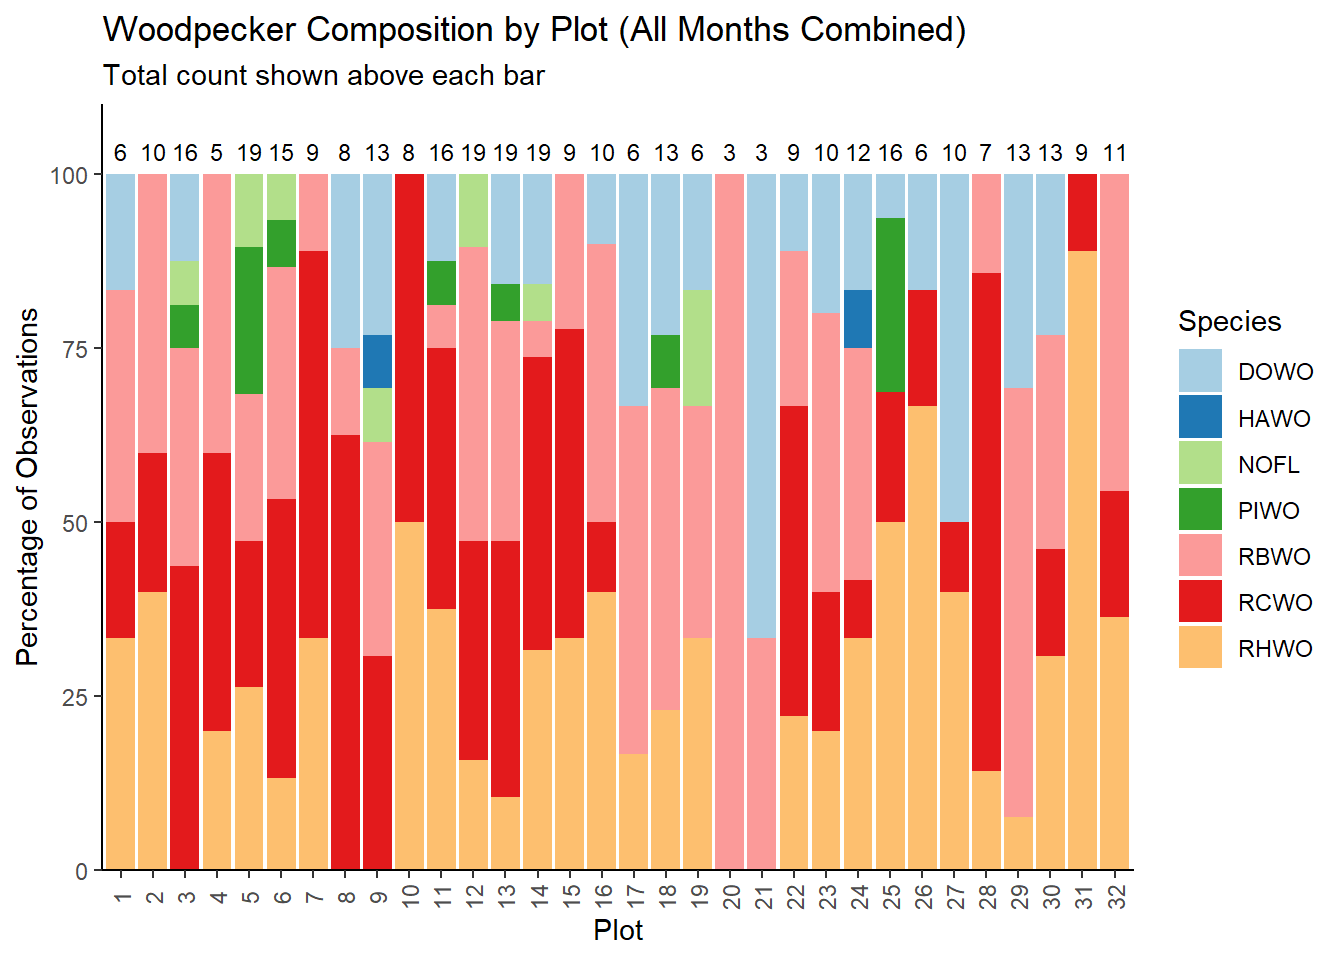 Woodpecker Composition by Plot (All Months Combined)
Total count shown above each bar
6 10 16 5 19 15 9 8 13 8 16 19 19 19 9 10 6 13 6 3 3 9 10 12 16 6 10 7 13 13 9 11
100
75
50
25
0
Percentage of Observations
1 2 3 4 5 6 7 8 9 10 11 12 13 14 15 16 17 18 19 20 21 22 23 24 25 26 27 28 29 30 31 32
Plot
Species
DOWO
HAWO
NOFL
PIWO
RBWO
RCWO
RHWO